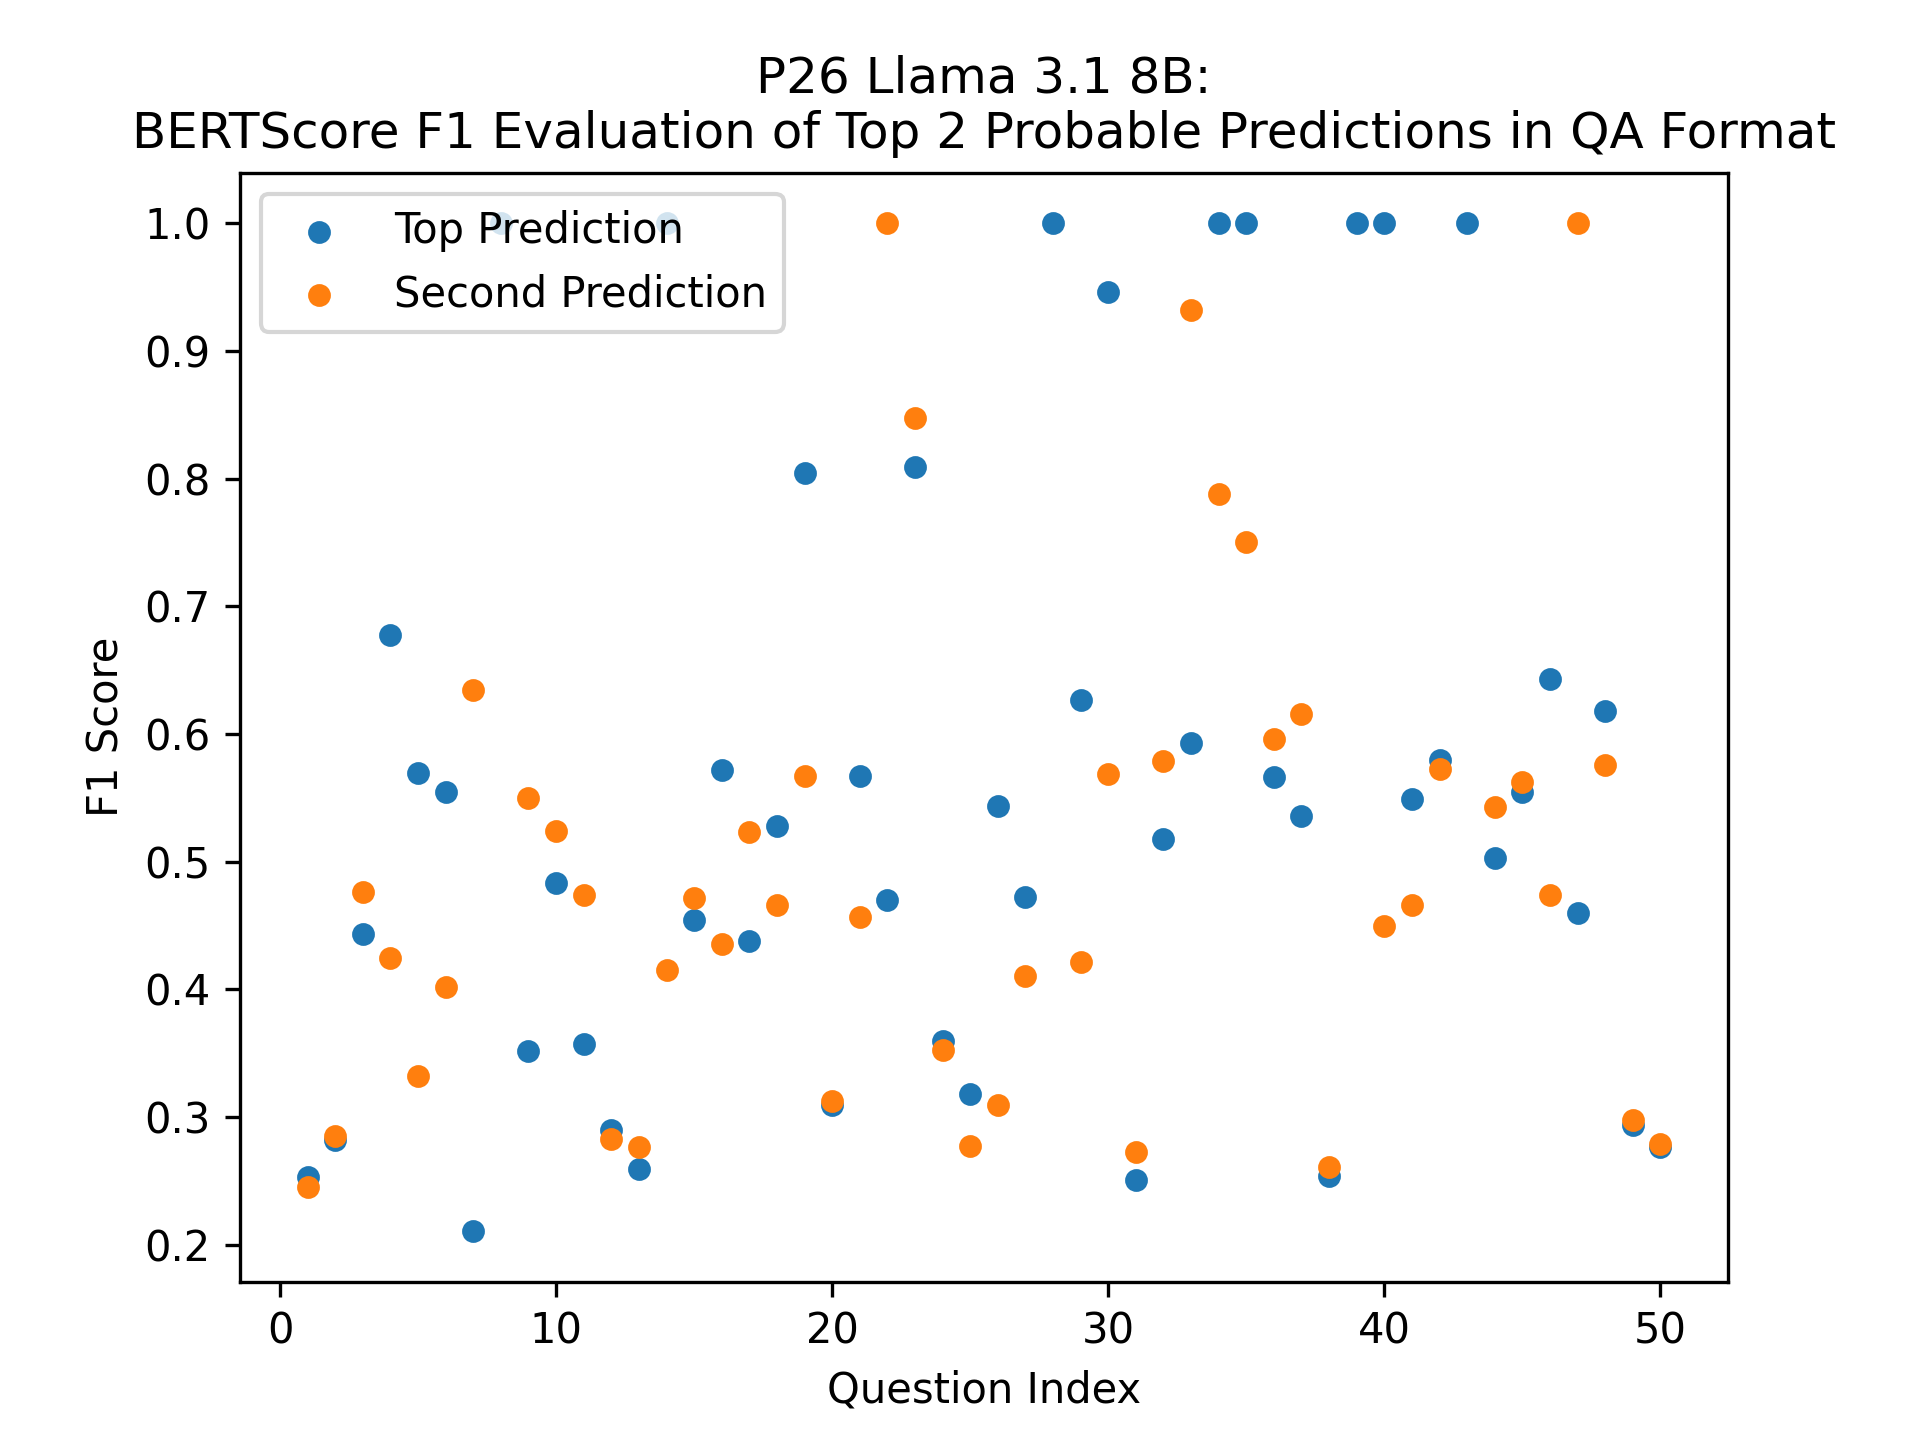 P26 Llama 3.1 8B:
BERTScore F1 Evaluation of Top 2 Probable Predictions in QA Format
Top Prediction
Second Prediction
1.0
0.9
0.8
0.7
0.6
0.5
0.4
0.3
0.2
F1 Score
0 10 20 30 40 50
Question Index